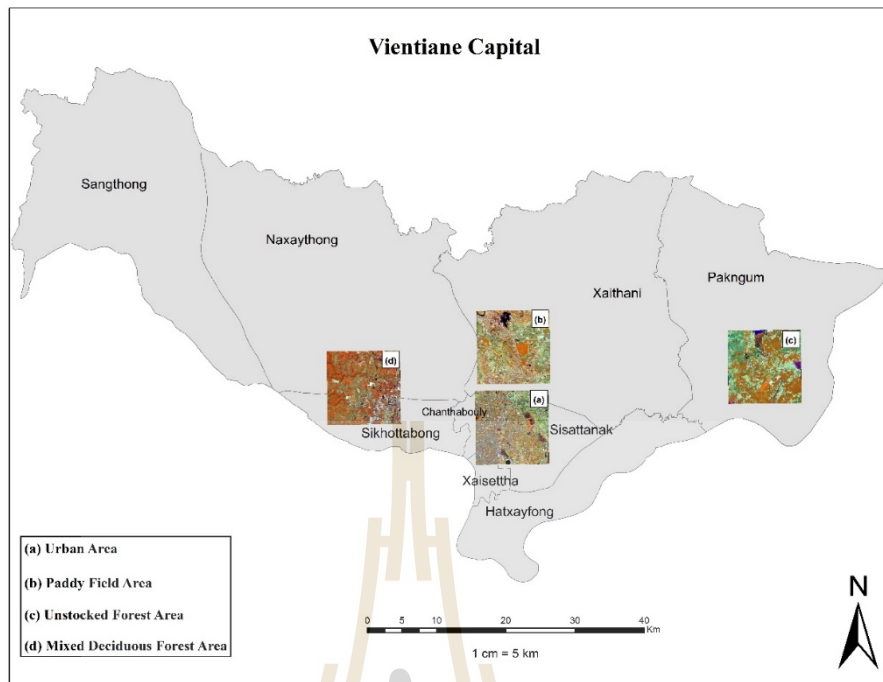 Vientiane Capital
Sangthong
Naxaythong
Xaithani
Pakngum
(b)
(c)
(d)
(a)
Chanthabouly
Sikhottabong
Sisattanak
Xaisettha
Hatxayfong
(a) Urban Area
(b) Paddy Field Area
(c) Unstocked Forest Area
(d) Mixed Deciduous Forest Area
N
0 5 10 20 30 40
Km
1 cm = 5 km